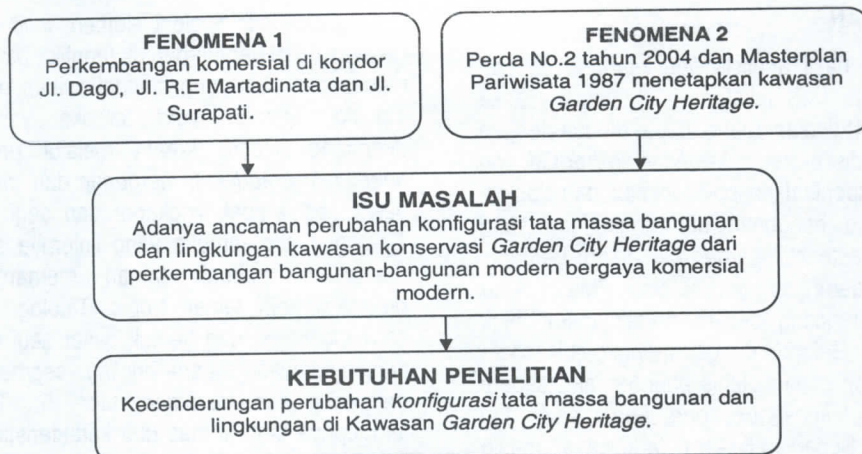 FENOMENA 1
Perkembangan komersial di koridor
Jl. Dago, Jl. R.E Martadinata dan Jl.
Surapati.
FENOMENA 2
Perda No.2 tahun 2004 dan Masterplan
Pariwisata 1987 menetapkan kawasan
Garden City Heritage.
ISU MASALAH
Adanya ancaman perubahan konfigurasi tata massa bangunan
dan lingkungan kawasan konservasi Garden City Heritage dari
perkembangan bangunan-bangunan modern bergaya komersial
modern.
KEBUTUHAN PENELITIAN
Kecenderungan perubahan konfigurasi tata massa bangunan dan
lingkungan di Kawasan Garden City Heritage.